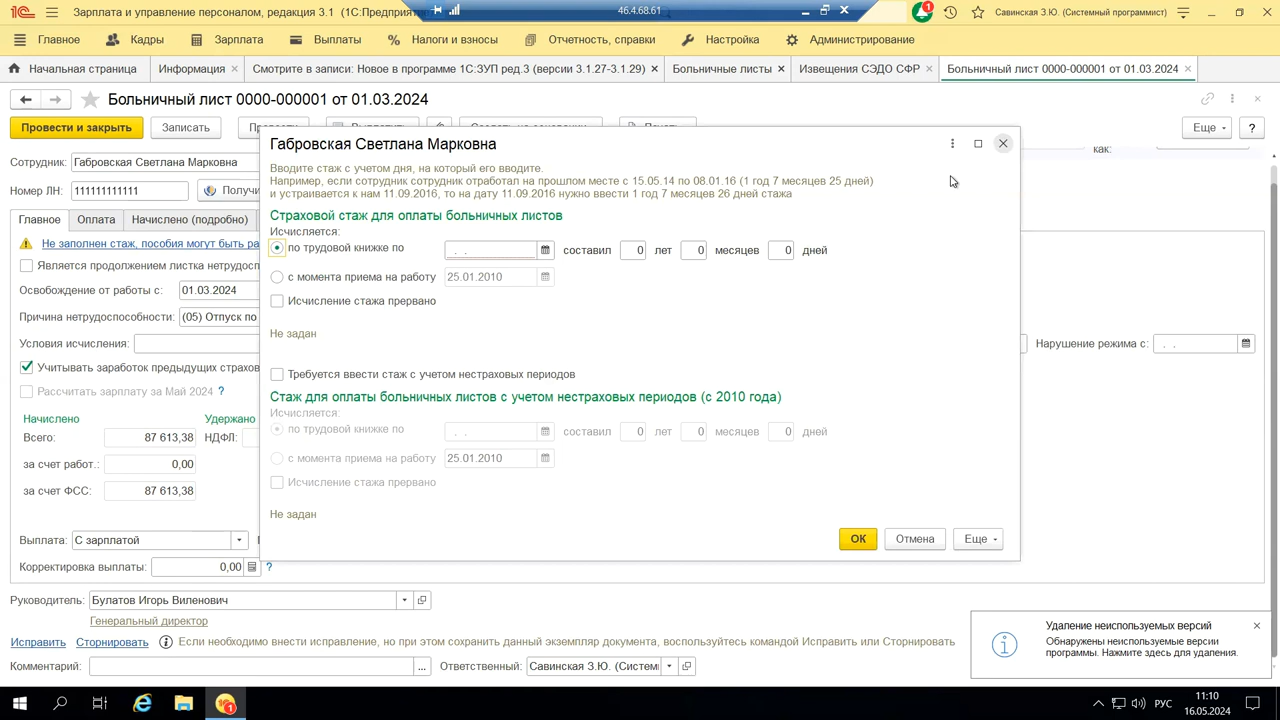 Зарплата и управление персоналом, редакция 3.1 (1С:Предприятие
46.4.68.61
1
Савинская З.Ю. (Системный программист)
Главное
Кадры
Зарплата
Выплаты
Налоги и взносы
Отчетность, справки
Настройка
Администрирование
Начальная страница
Информация
Смотрите в записи: Новое в программе 1С:ЗУП ред.3 (версии 3.1.27-3.1.29)
Больничные листы
Извещения СЭДО СФР
Больничный лист 0000-000001 от 01.03.2024
Больничный лист 0000-000001 от 01.03.2024
Провести и закрыть
Записать
Еще
?
Сотрудник:
Габровская Светлана Марковна
как:
Номер ЛН:
111111111111
Получи
Главное
Оплата
Начислено (подробно)
Не заполнен стаж, пособия могут быть ра
Является продолжением листка нетрудос
Освобождение от работы с:
01.03.2024
Причина нетрудоспособности:
(05) Отпуск по
Условия исчисления:
Нарушение режима с:
. .
Учитывать заработок предыдущих страхов
Рассчитать зарплату за Май 2024
?
Начислено
Удержано
Всего:
87 613,38
НДФЛ:
за счет работ.:
0,00
за счет ФСС:
87 613,38
Выплата:
С зарплатой
Корректировка выплаты:
0,00
?
Габровская Светлана Марковна
Вводите стаж с учетом дня, на который его вводите.
Например, если сотрудник сотрудник отработал на прошлом месте с 15.05.14 по 08.01.16 (1 год 7 месяцев 25 дней)
и устраивается к нам 11.09.2016, то на дату 11.09.2016 нужно ввести 1 год 7 месяцев 26 дней стажа
Страховой стаж для оплаты больничных листов
Исчисляется:
по трудовой книжке по
. .
составил
0
лет
0
месяцев
0
дней
с момента приема на работу
25.01.2010
Исчисление стажа прервано
Не задан
Требуется ввести стаж с учетом нестраховых периодов
Стаж для оплаты больничных листов с учетом нестраховых периодов (с 2010 года)
Исчисляется:
по трудовой книжке по
. .
составил
0
лет
0
месяцев
0
дней
с момента приема на работу
25.01.2010
Исчисление стажа прервано
Не задан
ОК
Отмена
Еще
Руководитель:
Булатов Игорь Виленович
Генеральный директор
Исправить
Сторнировать
Если необходимо внести исправление, но при этом сохранить данный экземпляр документа, воспользуйтесь командой Исправить или Сторнировать
Комментарий:
...
Ответственный:
Савинская З.Ю. (Систем
Удаление неиспользуемых версий
Обнаружены неиспользуемые версии
программы. Нажмите здесь для удаления.
1
РУС
11:10
16.05.2024